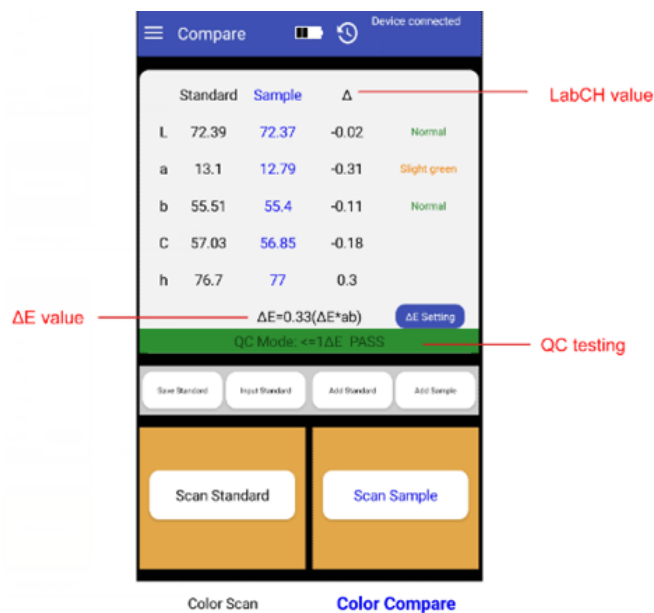 Compare
Device connected
Standard Sample Δ
LabCH value
L 72.39 72.37 -0.02 Normal
a 13.1 12.79 -0.31 Slight green
b 55.51 55.4 -0.11 Normal
C 57.03 56.85 -0.18
h 76.7 77 0.3
ΔE value
ΔE=0.33(ΔE*ab) ΔE Setting
QC Mode: <=1ΔE PASS
QC testing
Save Standard Input Standard Add Standard Add Sample
Scan Standard Scan Sample
Color Scan Color Compare